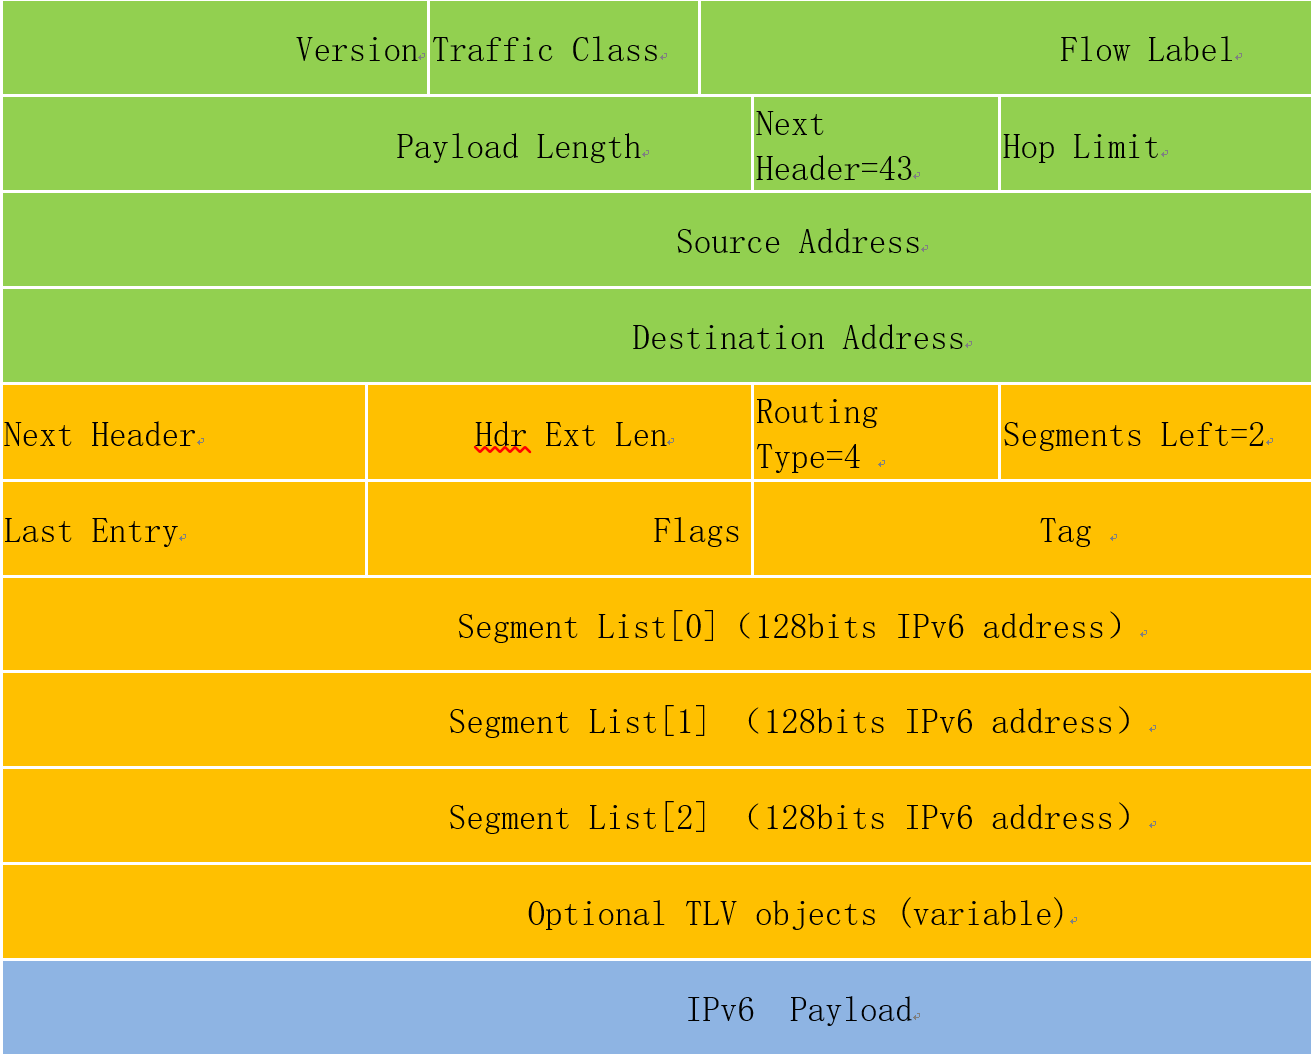 Version Traffic Class Flow Label
Payload Length Next Header=43 Hop Limit
Source Address
Destination Address
Next Header Hdr Ext Len Routing Type=4 Segments Left=2
Last Entry Flags Tag
Segment List[0]（128bits IPv6 address）
Segment List[1] （128bits IPv6 address）
Segment List[2] （128bits IPv6 address）
Optional TLV objects (variable)
IPv6 Payload